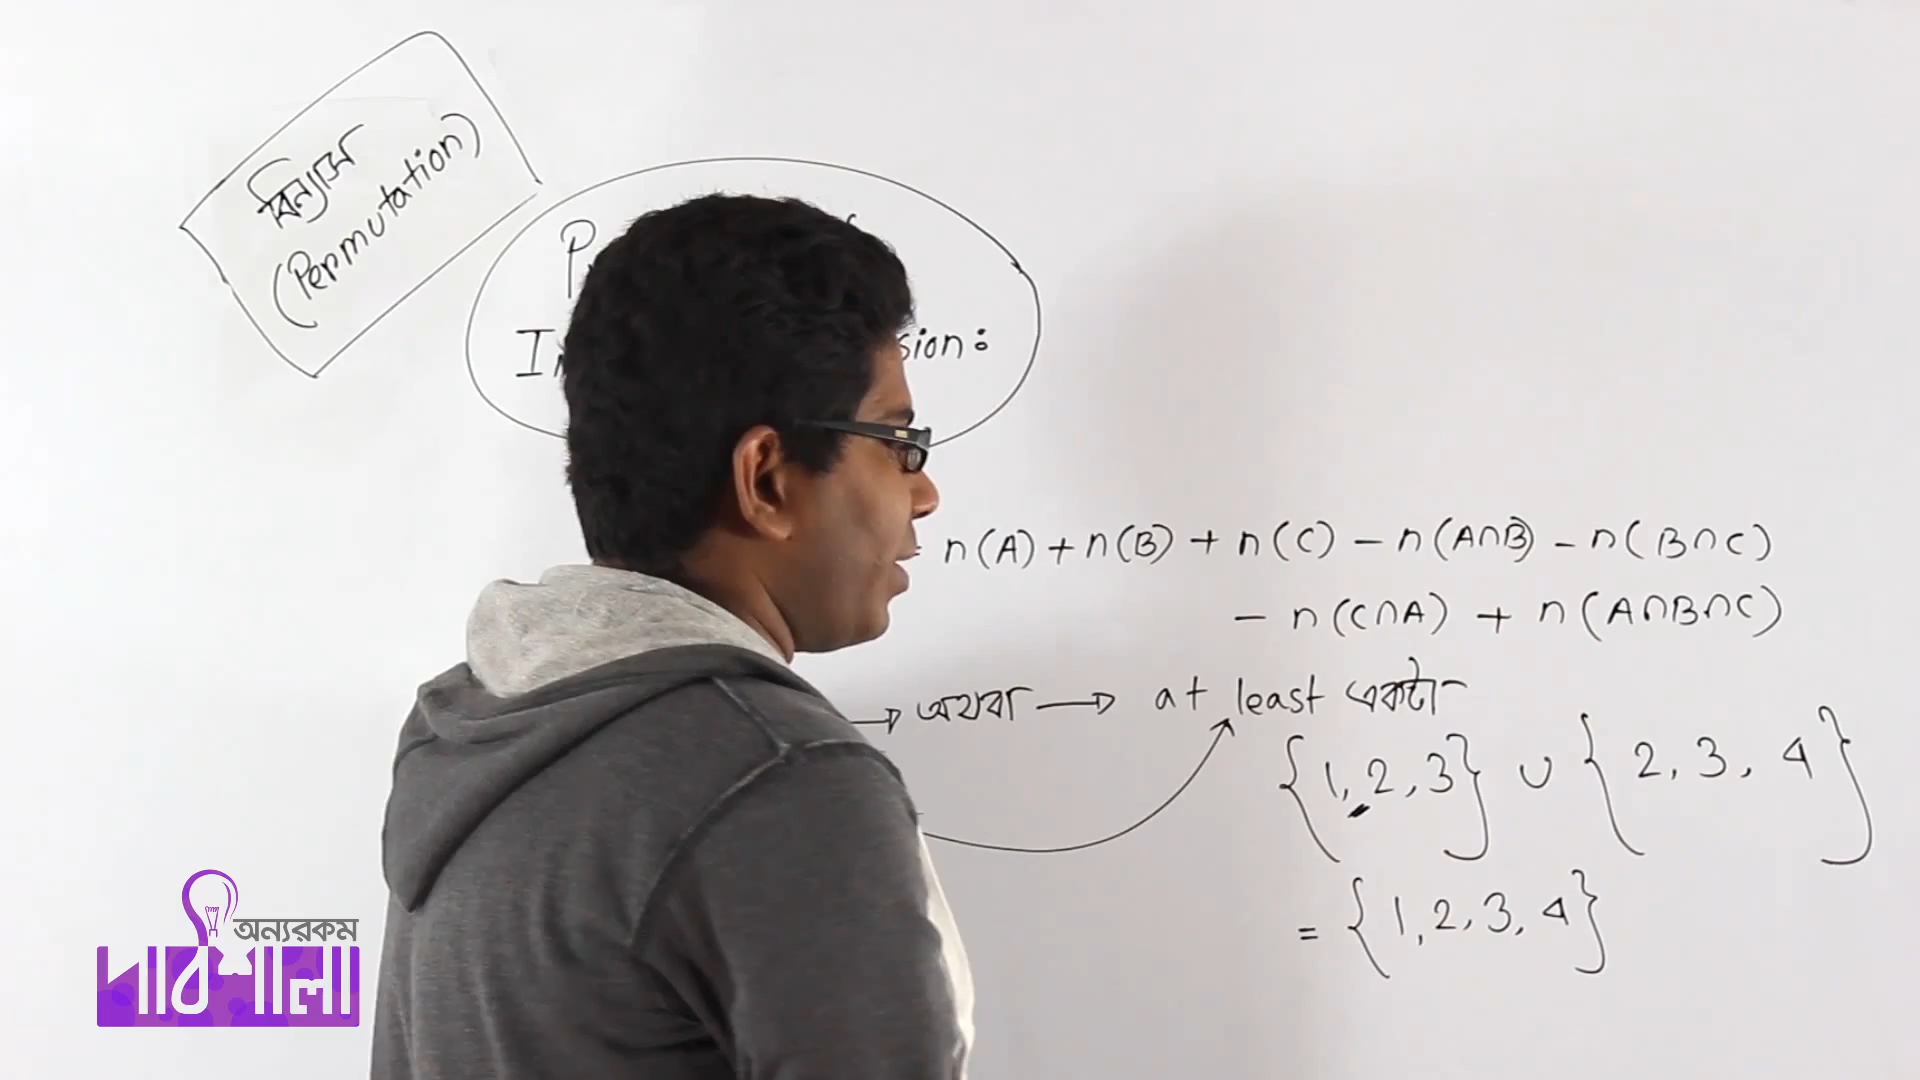 বিন্যাস
(Permutation)
sion:
n(A) + n(B) + n(C) - n(A∩B) - n(B∩C)
- n(C∩A) + n(A∩B∩C)
→ অথবা → at least একটা
{1,2,3} ∪ {2,3,4}
= {1,2,3,4}
অন্যরকম
পাঠশালা